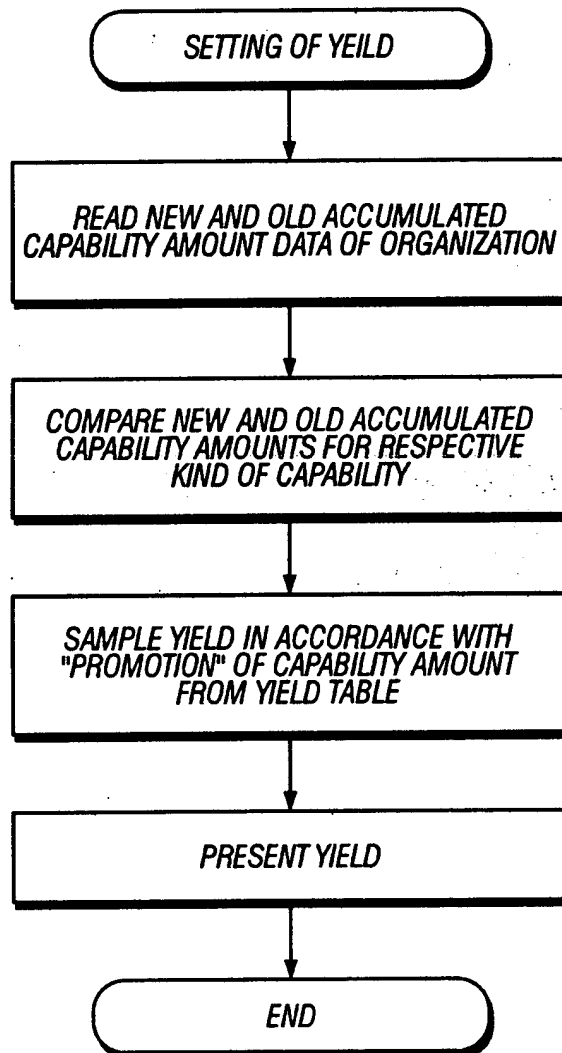 SETTING OF YEILD
READ NEW AND OLD ACCUMULATED
CAPABILITY AMOUNT DATA OF ORGANIZATION
COMPARE NEW AND OLD ACCUMULATED
CAPABILITY AMOUNTS FOR RESPECTIVE
KIND OF CAPABILITY
SAMPLE YIELD IN ACCORDANCE WITH
"PROMOTION" OF CAPABILITY AMOUNT
FROM YIELD TABLE
PRESENT YIELD
END